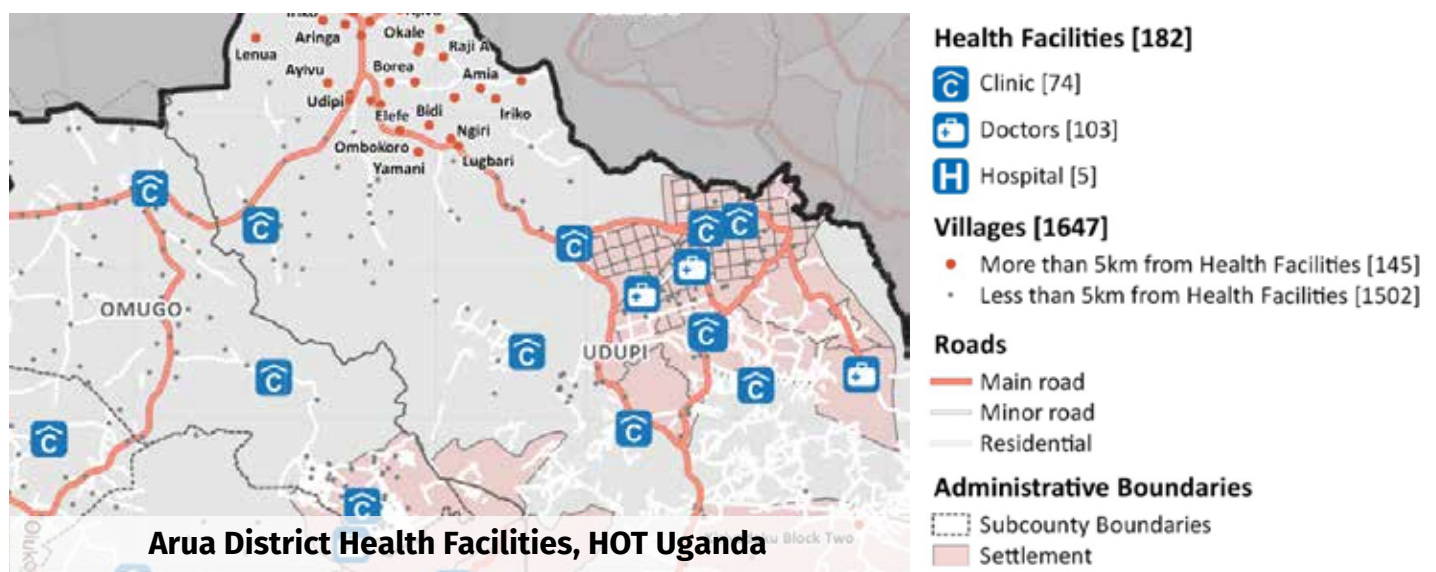 Aringa
Okale
Lenua
Raji
Ayivu
Borea
Amia
Udipi
Elefe
Bidi
Iriko
Ombokoro
Ngiri
Yamani
Lugbari
C
C
C
C
C
OMUGO
C
UDUPI
C
C
C
C
C
C
Arua District Health Facilities, HOT Uganda
Block Two
Health Facilities [182]
C Clinic [74]
Doctors [103]
H Hospital [5]
Villages [1647]
More than 5km from Health Facilities [145]
Less than 5km from Health Facilities [1502]
Roads
Main road
Minor road
Residential
Administrative Boundaries
Subcounty Boundaries
Settlement